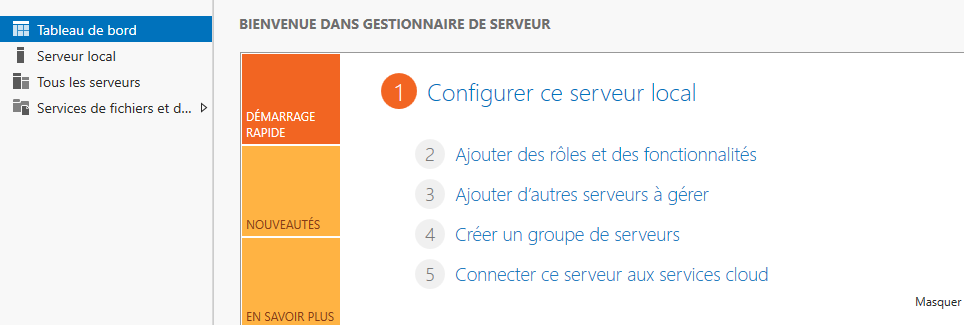 Tableau de bord
Serveur local
Tous les serveurs
Services de fichiers et d...
BIENVENUE DANS GESTIONNAIRE DE SERVEUR
DÉMARRAGE
RAPIDE
NOUVEAUTÉS
EN SAVOIR PLUS
1 Configurer ce serveur local
2 Ajouter des rôles et des fonctionnalités
3 Ajouter d’autres serveurs à gérer
4 Créer un groupe de serveurs
5 Connecter ce serveur aux services cloud
Masquer